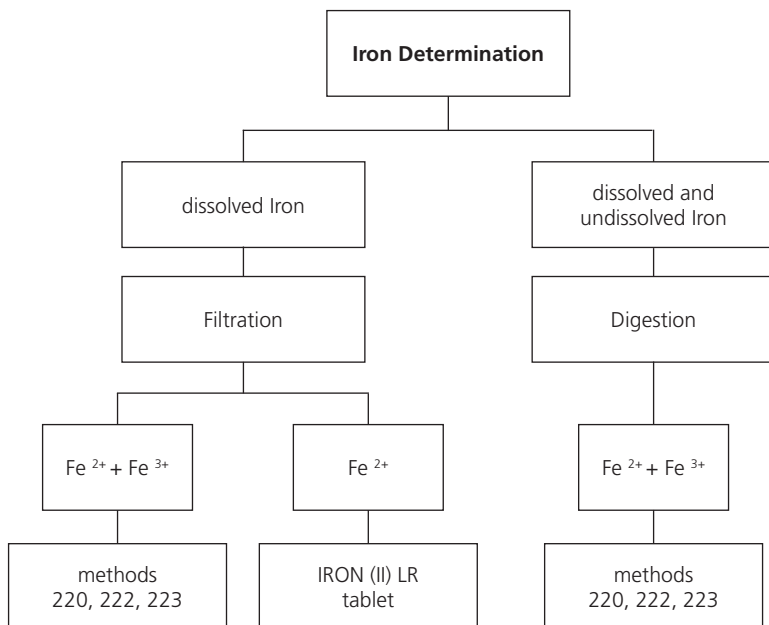 Iron Determination
dissolved Iron
dissolved and
undissolved Iron
Filtration
Digestion
Fe ²⁺ + Fe ³⁺
Fe ²⁺
Fe ²⁺ + Fe ³⁺
methods
220, 222, 223
IRON (II) LR
tablet
methods
220, 222, 223